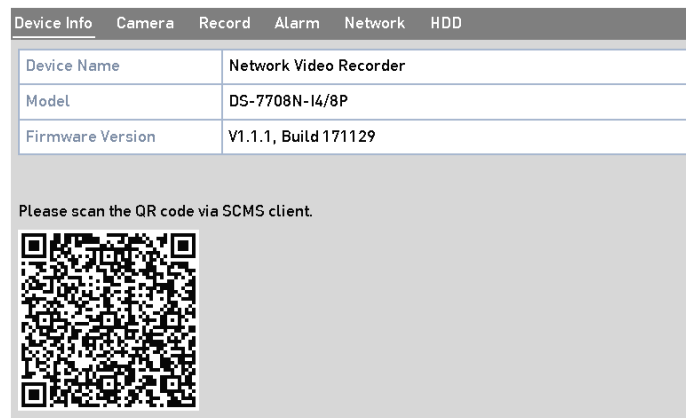 Device Info Camera Record Alarm Network HDD
Device Name Network Video Recorder
Model DS-7708N-I4/8P
Firmware Version V1.1.1, Build 171129
Please scan the QR code via SCMS client.